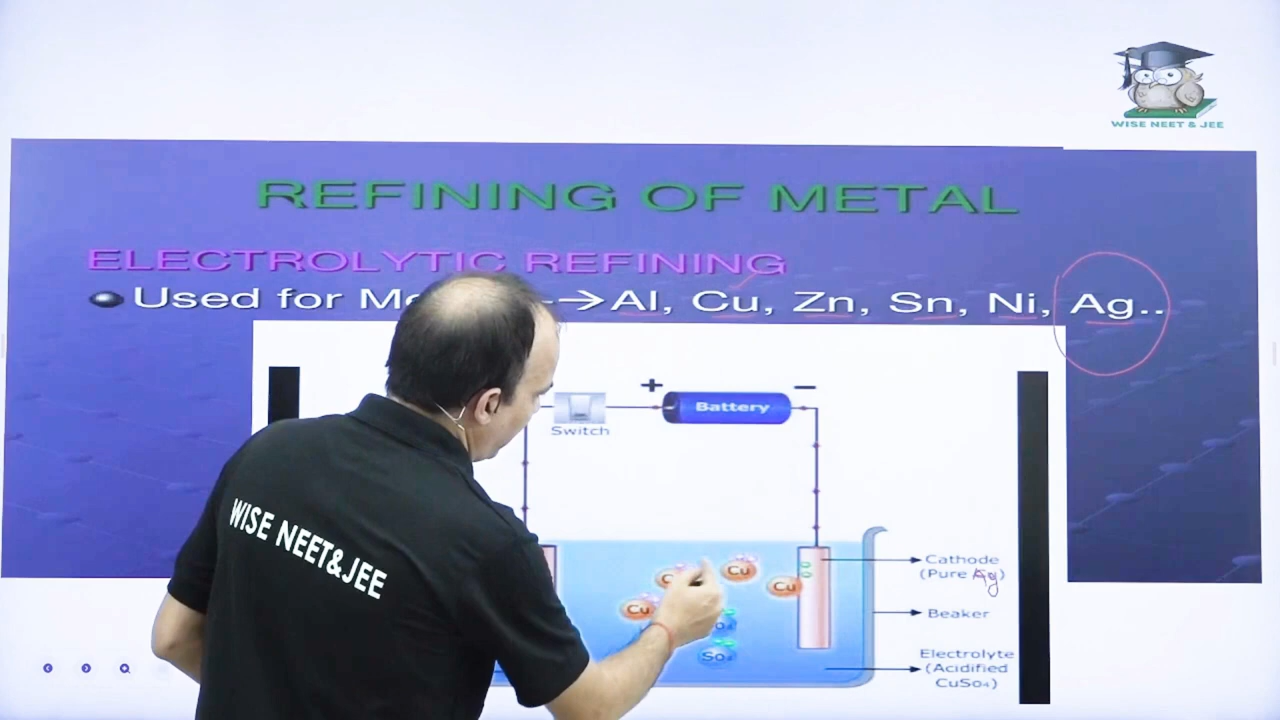 WISE NEET & JEE
REFINING OF METAL
ELECTROLYTIC REFINING
Used for →Al, Cu, Zn, Sn, Ni, Ag..
+ Battery −
Switch
WISE NEET&JEE
Cu
Cu
Cu
Cathode
(Pure Ag)
Beaker
So₄
Electrolyte
(Acidified
CuSo₄)